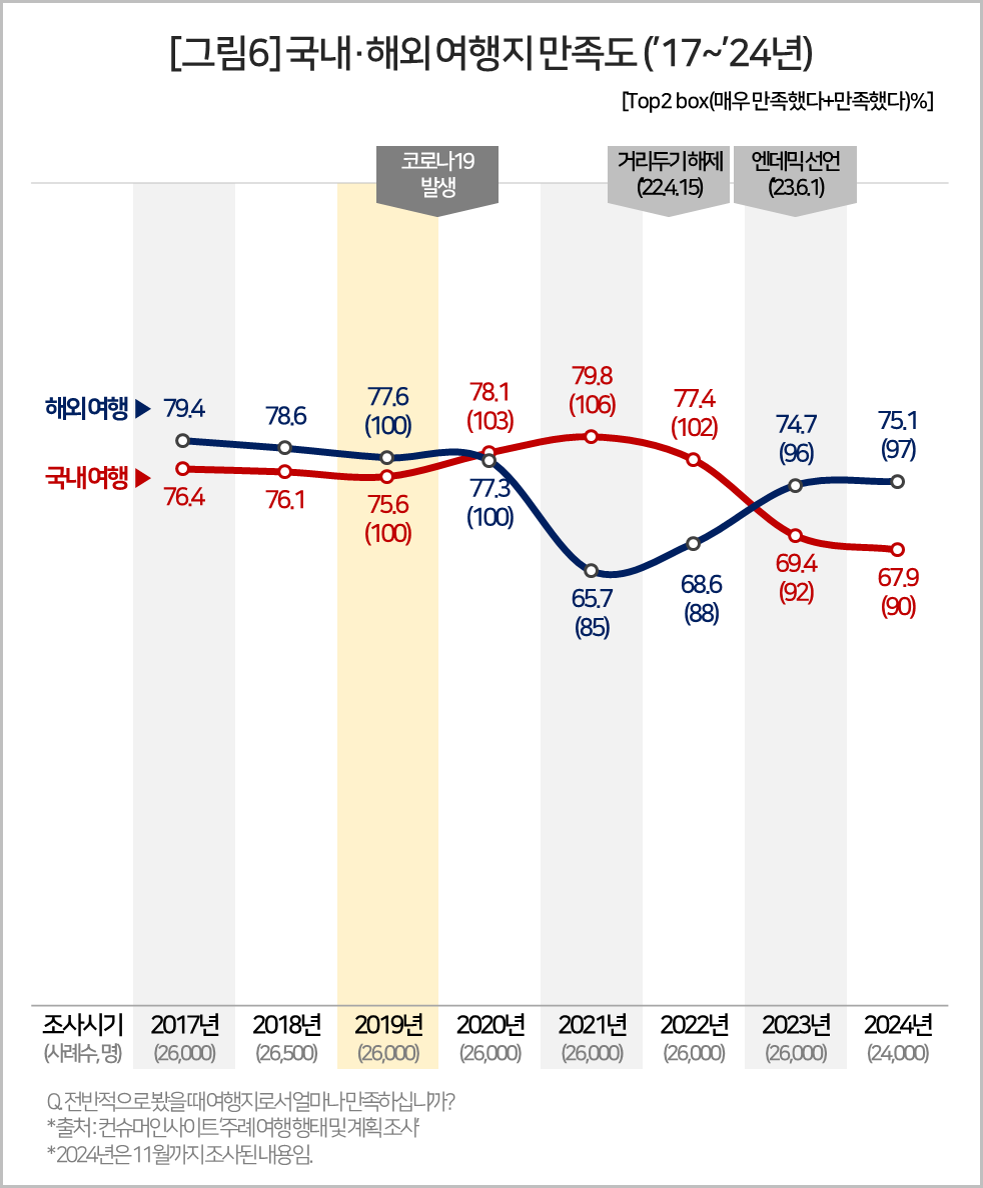 [그림6] 국내·해외 여행지 만족도 ('17~'24년)
[Top2 box(매우 만족했다+만족했다)%]
코로나19
발생
거리두기 해제
('22.4.15)
엔데믹 선언
('23.6.1)
해외 여행 ▶
79.4
78.6
77.6
(100)
77.3
(100)
65.7
(85)
68.6
(88)
74.7
(96)
75.1
(97)
국내 여행 ▶
76.4
76.1
75.6
(100)
78.1
(103)
79.8
(106)
77.4
(102)
69.4
(92)
67.9
(90)
조사시기 2017년 2018년 2019년 2020년 2021년 2022년 2023년 2024년
(사례수, 명) (26,000) (26,500) (26,000) (26,000) (26,000) (26,000) (26,000) (24,000)
Q. 전반적으로 봤을 때 여행지로서 얼마나 만족하십니까?
*출처 : 컨슈머인사이트 '주례 여행 행태 및 계획 조사'
*2024년은 11월까지 조사된 내용임.